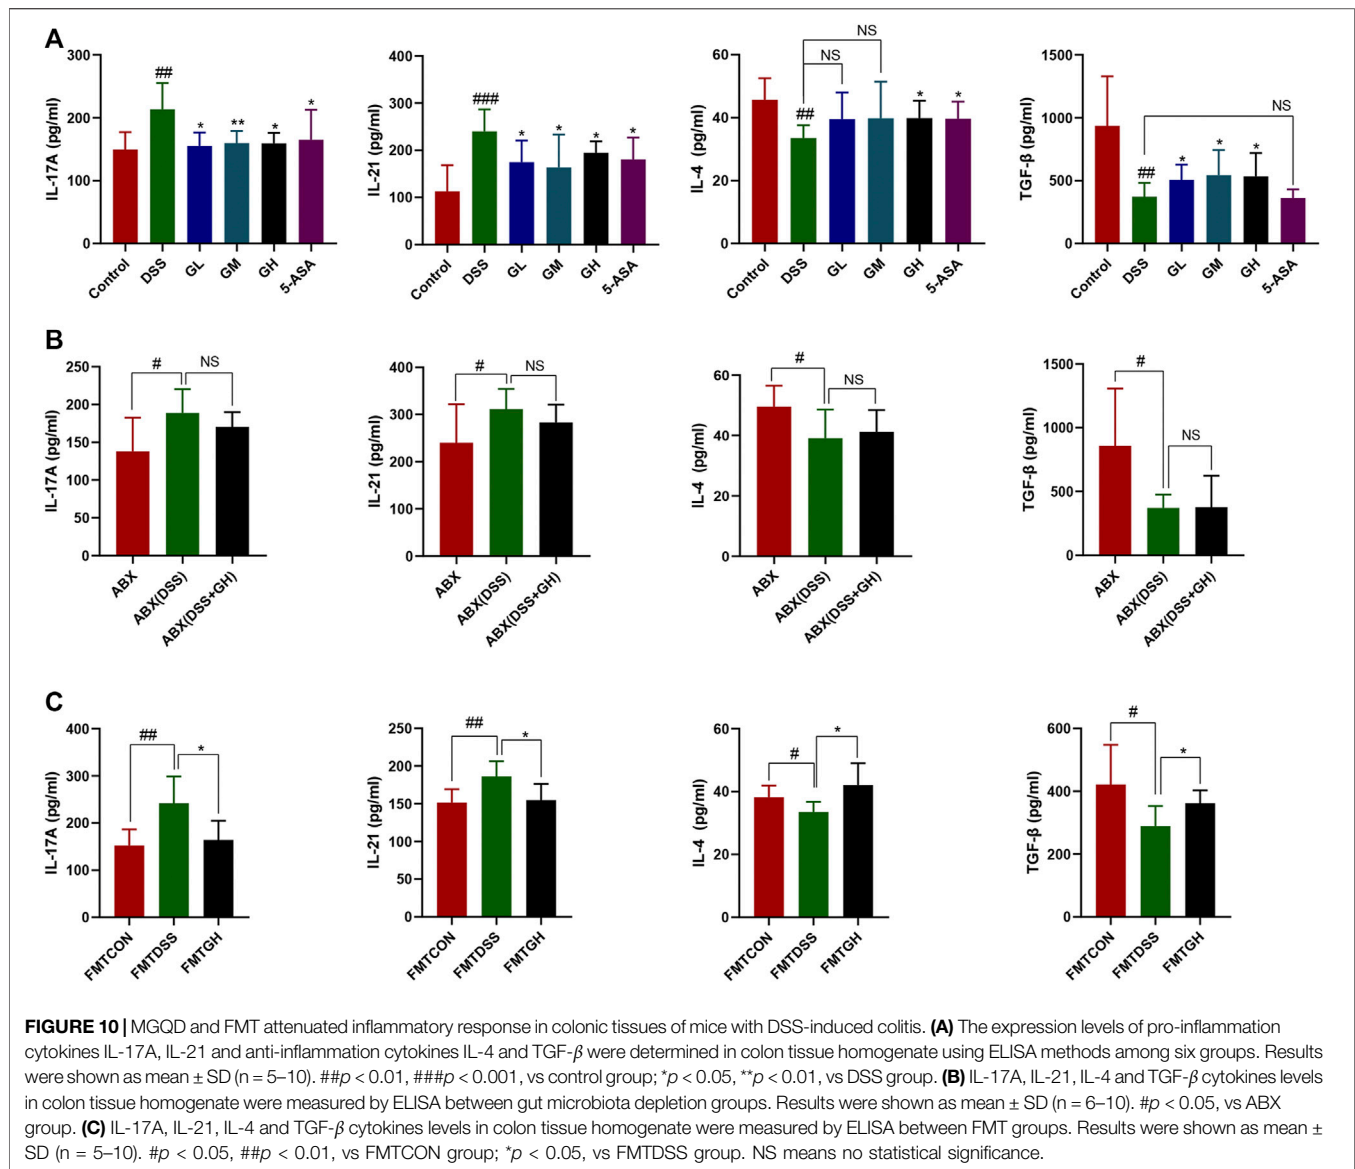 A
IL-17A (pg/ml)
300
200
100
0
##
*
**
*
*
Control
DSS
GL
GM
GH
5-ASA
IL-21 (pg/ml)
400
300
200
100
0
###
*
*
*
*
Control
DSS
GL
GM
GH
5-ASA
IL-4 (pg/ml)
60
40
20
0
NS
NS
##
*
*
Control
DSS
GL
GM
GH
5-ASA
TGF-β (pg/ml)
1500
1000
500
0
NS
##
*
*
*
Control
DSS
GL
GM
GH
5-ASA
B
IL-17A (pg/ml)
250
200
150
100
50
0
#
NS
ABX
ABX(DSS)
ABX(DSS+GH)
IL-21 (pg/ml)
400
300
200
100
0
#
NS
ABX
ABX(DSS)
ABX(DSS+GH)
IL-4 (pg/ml)
60
40
20
0
#
NS
ABX
ABX(DSS)
ABX(DSS+GH)
TGF-β (pg/ml)
1500
1000
500
0
#
NS
ABX
ABX(DSS)
ABX(DSS+GH)
C
IL-17A (pg/ml)
400
300
200
100
0
##
*
FMTCON
FMTDSS
FMTGH
IL-21 (pg/ml)
250
200
150
100
50
0
##
*
FMTCON
FMTDSS
FMTGH
IL-4 (pg/ml)
60
40
20
0
#
*
FMTCON
FMTDSS
FMTGH
TGF-β (pg/ml)
600
400
200
0
#
*
FMTCON
FMTDSS
FMTGH
FIGURE 10 | MGQD and FMT attenuated inflammatory response in colonic tissues of mice with DSS-induced colitis. (A) The expression levels of pro-inflammation
cytokines IL-17A, IL-21 and anti-inflammation cytokines IL-4 and TGF-β were determined in colon tissue homogenate using ELISA methods among six groups. Results
were shown as mean ± SD (n = 5–10). ##p < 0.01, ###p < 0.001, vs control group; *p < 0.05, **p < 0.01, vs DSS group. (B) IL-17A, IL-21, IL-4 and TGF-β cytokines levels
in colon tissue homogenate were measured by ELISA between gut microbiota depletion groups. Results were shown as mean ± SD (n = 6–10). #p < 0.05, vs ABX
group. (C) IL-17A, IL-21, IL-4 and TGF-β cytokines levels in colon tissue homogenate were measured by ELISA between FMT groups. Results were shown as mean ±
SD (n = 5–10). #p < 0.05, ##p < 0.01, vs FMTCON group; *p < 0.05, vs FMTDSS group. NS means no statistical significance.